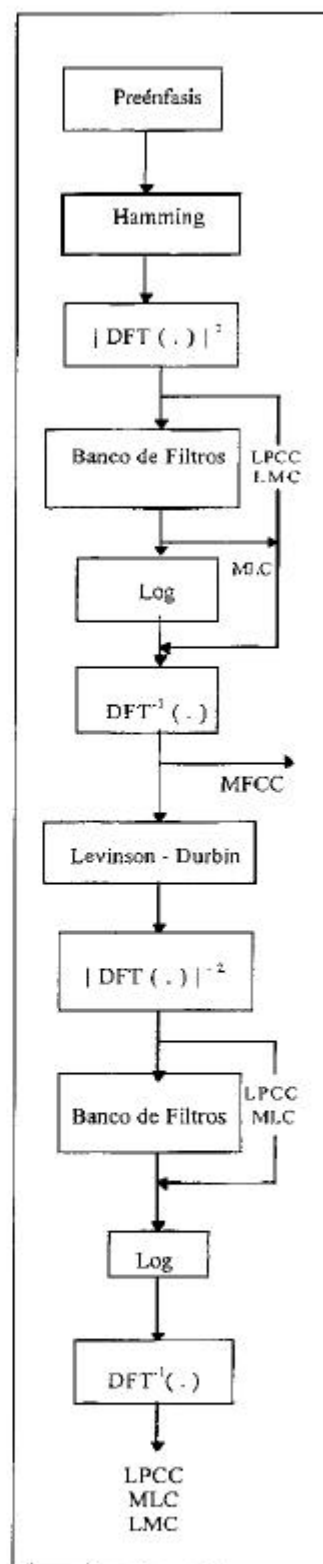 Preénfasis
Hamming
| DFT ( . ) | ²
Banco de Filtros
LPCC
LMC
MLC
Log
DFT⁻¹ ( . )
MFCC
Levinson - Durbin
| DFT ( . ) | ⁻²
LPCC
MLC
Banco de Filtros
Log
DFT⁻¹( . )
LPCC
MLC
LMC